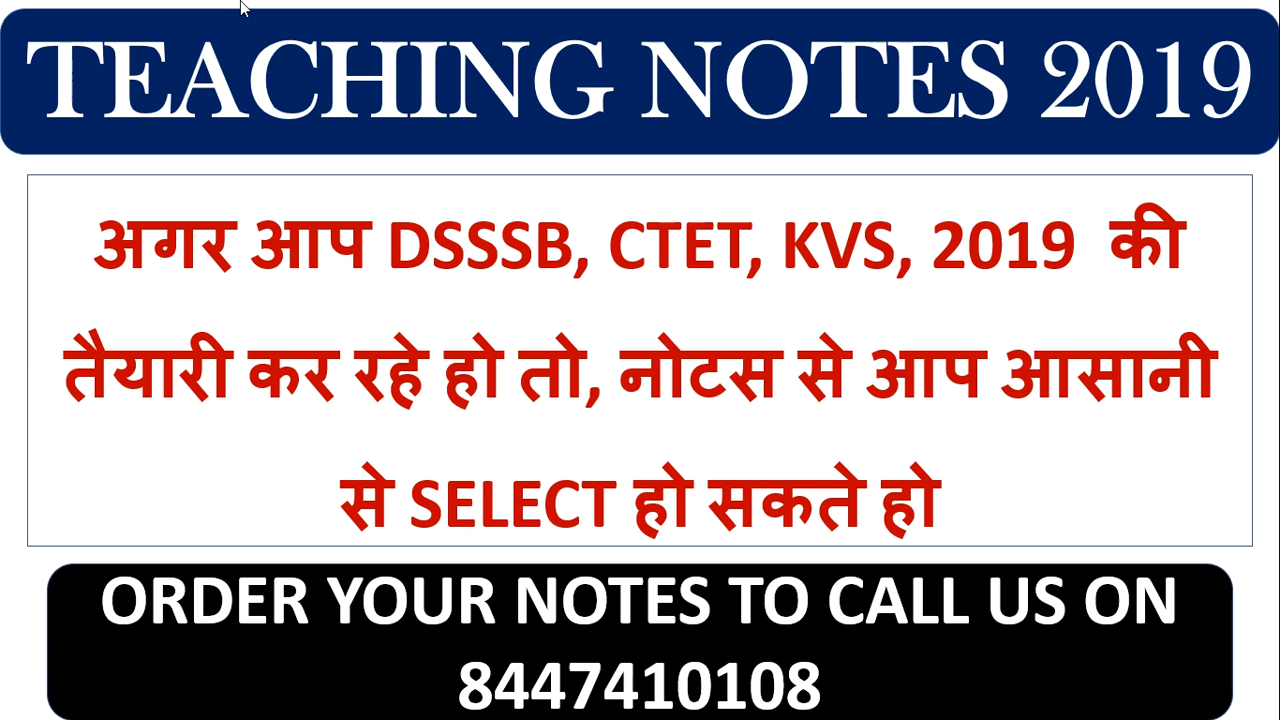 TEACHING NOTES 2019
अगर आप DSSSB, CTET, KVS, 2019 की
तैयारी कर रहे हो तो, नोटस से आप आसानी
से SELECT हो सकते हो
ORDER YOUR NOTES TO CALL US ON
8447410108